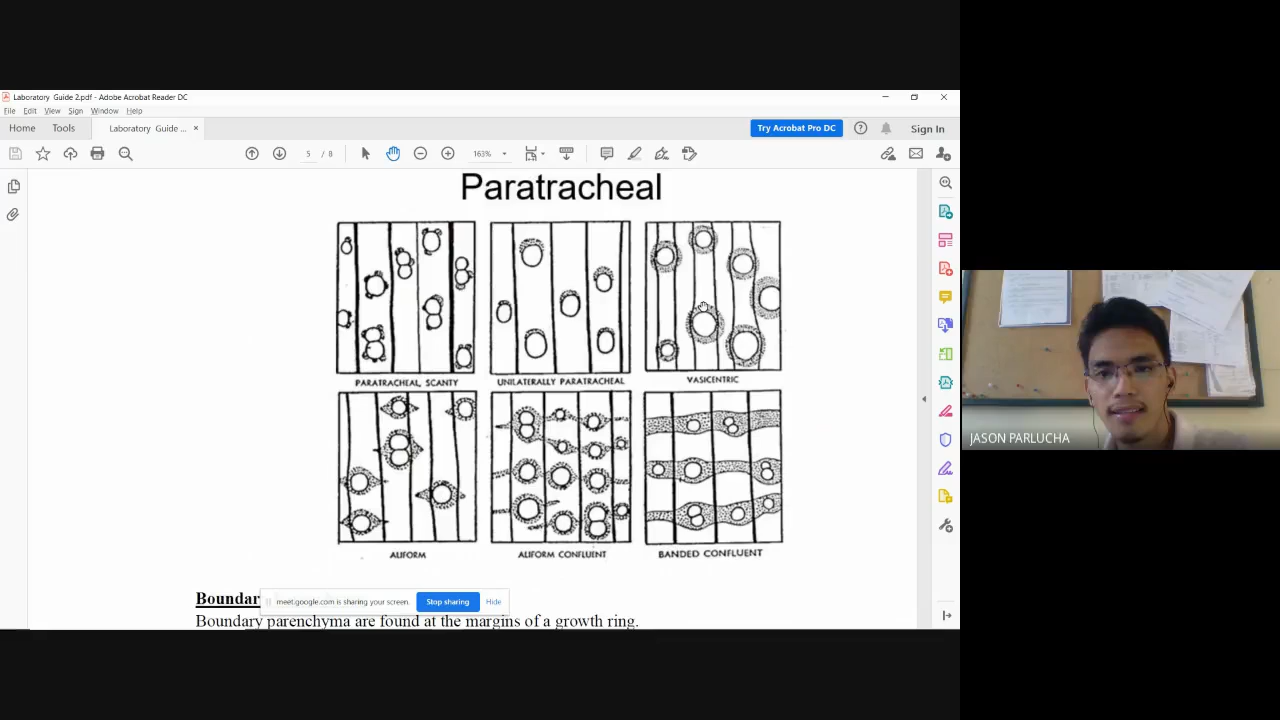 Laboratory Guide 2.pdf - Adobe Acrobat Reader DC
File Edit View Sign Window Help
Home Tools Laboratory Guide ... ×
Try Acrobat Pro DC Sign In
5 / 8 163%
Paratracheal
PARATRACHEAL, SCANTY UNILATERALLY PARATRACHEAL VASICENTRIC
ALIFORM ALIFORM CONFLUENT BANDED CONFLUENT
Boundar
meet.google.com is sharing your screen. Stop sharing Hide
Boundary parenchyma are found at the margins of a growth ring.
JASON PARLUCHA